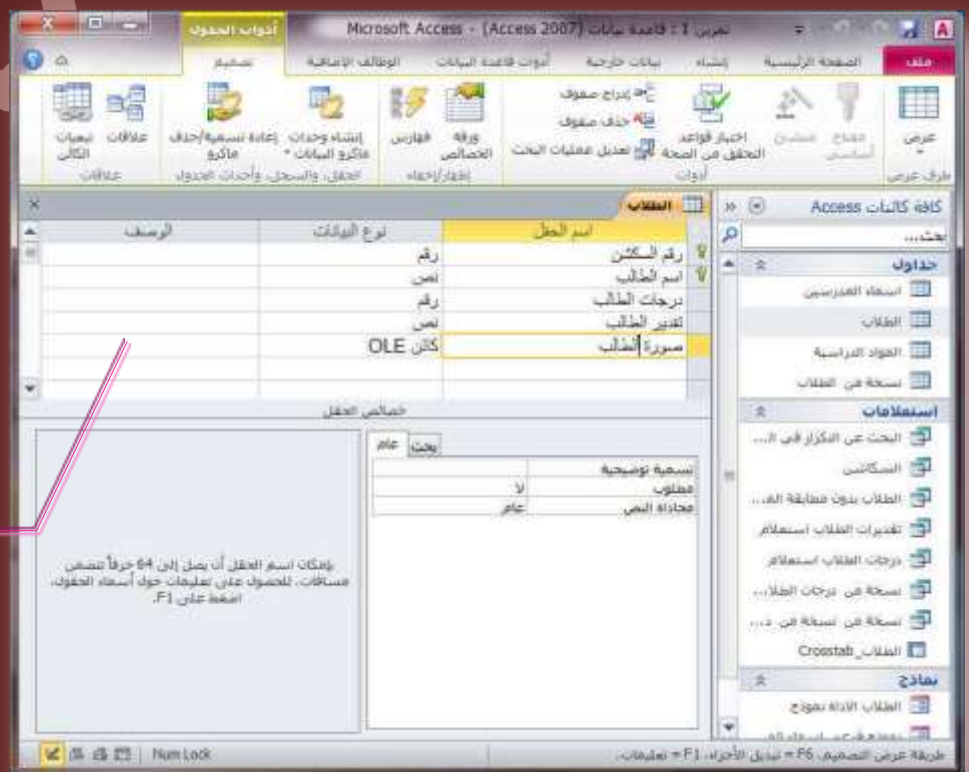 تمرين 1 : قاعدة بيانات (Access 2007) - Microsoft Access
أدوات الجدول
ملف
الصفحة الرئيسية
إنشاء
بيانات خارجية
أدوات قاعدة البيانات
الوظائف الإضافية
تصميم
عرض
مفتاح أساسي
منشئ
اختبار قواعد التحقق من الصحة
إدراج صفوف
حذف صفوف
تعديل عمليات البحث
ورقة الخصائص
فهارس
إنشاء وحدات ماكرو البيانات
إعادة تسمية/حذف ماكرو
علاقات
تبعيات الكائن
طرق عرض
أدوات
إظهار/إخفاء
الحقل، والسجل، وأحداث الجدول
علاقات
كافة كائنات Access
بحث...
جداول
اسماء المدرسين
الطلاب
المواد الدراسية
نسخة من الطلاب
استعلامات
البحث عن التكرار في ال...
السكاشن
الطلاب بدون مطابقة الم...
تقديرات الطلاب استعلام
درجات الطلاب استعلام
نسخة من درجات الطلا...
نسخة من نسخة من د...
الطلاب_Crosstab
نماذج
الطلاب الاداة نموذج
الطلاب
اسم الحقل
نوع البيانات
الوصف
رقم السكشن
رقم
اسم الطالب
نص
درجات الطالب
رقم
تقدير الطالب
نص
صورة الطالب
كائن OLE
خصائص الحقل
عام
بحث
تسمية توضيحية
مطلوب
لا
محاذاة النص
عام
بإمكان اسم الحقل أن يصل إلى 64 حرفاً تتضمن
مسافات. للحصول على تعليمات حول أسماء الحقول،
اضغط على F1.
طريقة عرض التصميم. F6 = تبديل الأجزاء. F1 = تعليمات.
Num Lock